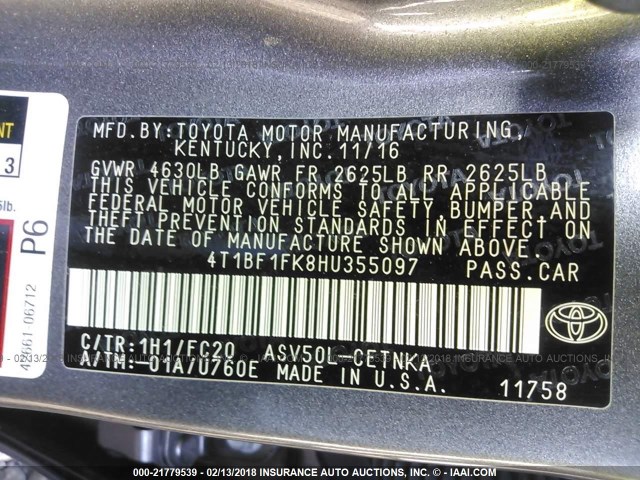 MFD.BY:TOYOTA MOTOR MANUFACTURING
KENTUCKY,INC.11/16
GVWR 4630LB GAWR FR 2625LB RR 2625LB
THIS VEHICLE CONFORMS TO ALL APPLICABLE
FEDERAL MOTOR VEHICLE SAFETY,BUMPER,AND
THEFT PREVENTION STANDARDS IN EFFECT ON
THE DATE OF MANUFACTURE SHOWN ABOVE.
4T1BF1FK8HU355097 PASS.CAR
C/TR:1H1/FC20 ASV50L-CETNKA
A/TM:-01A/U760E MADE IN U.S.A.
11758
P6
3
000-21779539 - 02/13/2018 INSURANCE AUTO AUCTIONS, INC. - © - IAAI.COM